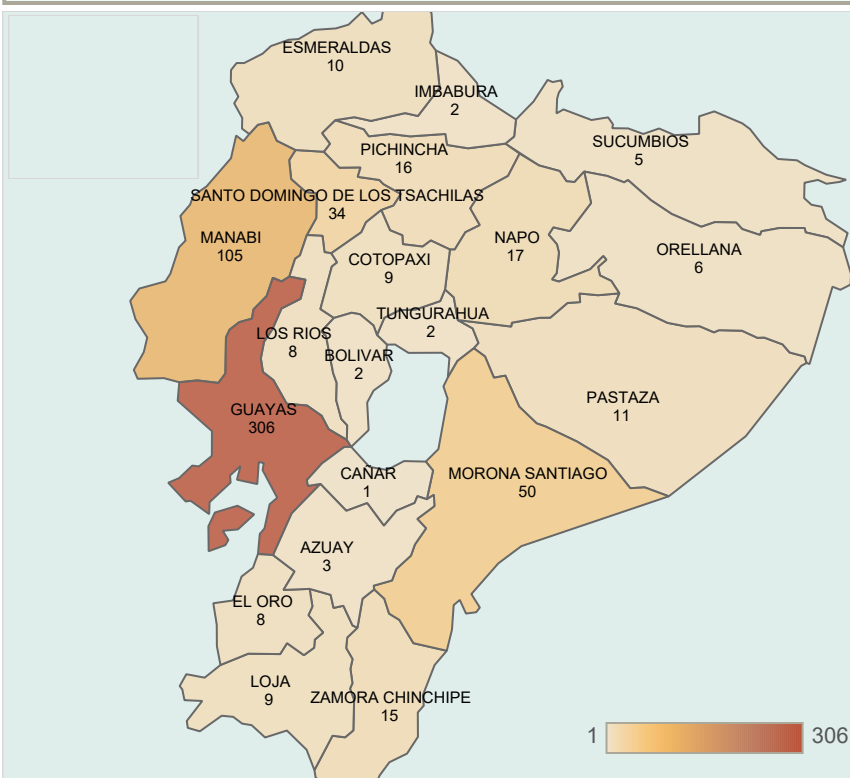 ESMERALDAS
10
IMBABURA
2
SUCUMBIOS
5
PICHINCHA
16
SANTO DOMINGO DE LOS TSACHILAS
34
MANABI
105
NAPO
17
ORELLANA
6
COTOPAXI
9
TUNGURAHUA
2
LOS RIOS
8
BOLIVAR
2
PASTAZA
11
GUAYAS
306
CAÑAR
1
MORONA SANTIAGO
50
AZUAY
3
EL ORO
8
LOJA
9
ZAMORA CHINCHIPE
15
1
306